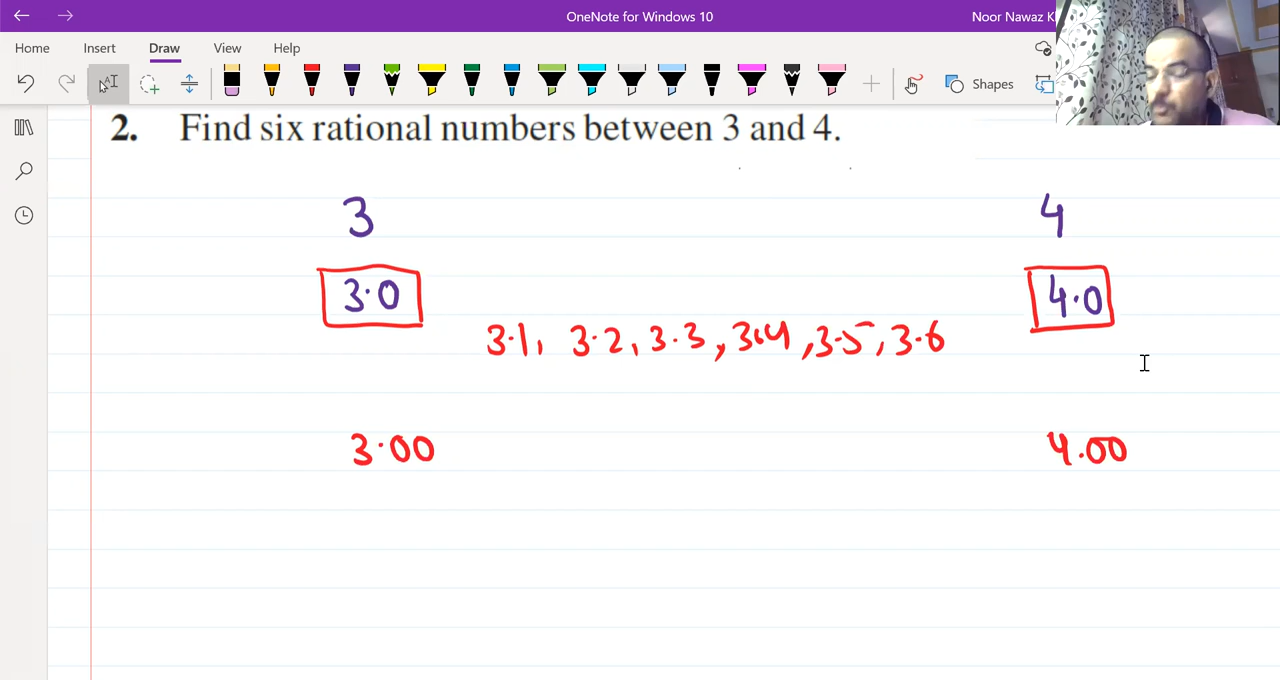 OneNote for Windows 10
Noor Nawaz K
Home Insert Draw View Help
Shapes
2. Find six rational numbers between 3 and 4.
3 4
3.0 4.0
3.1, 3.2, 3.3, 3.4, 3.5, 3.6
3.00 4.00